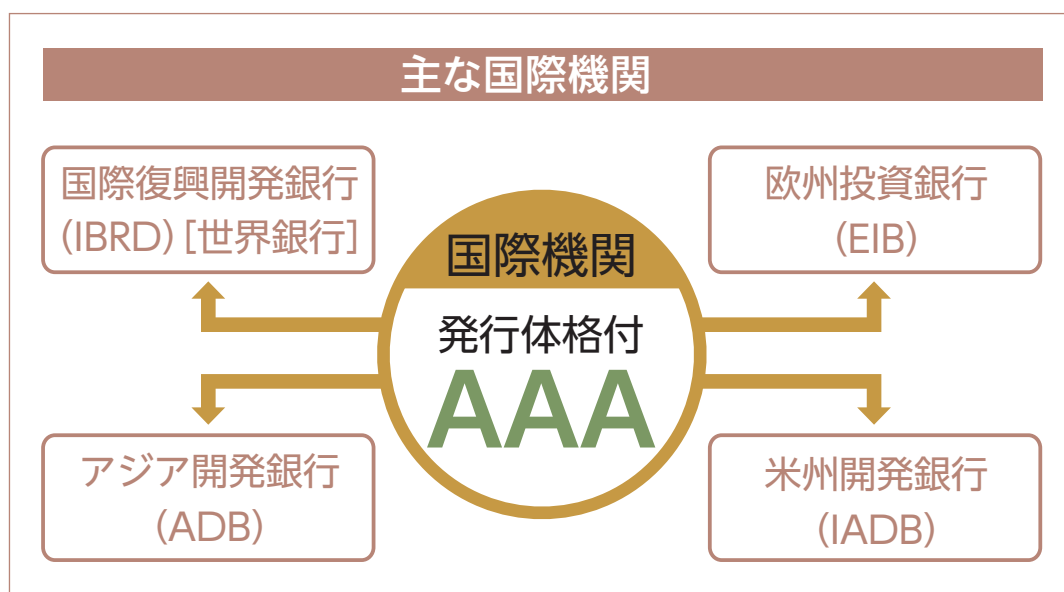 主な国際機関
国際復興開発銀行
(IBRD)[世界銀行]
欧州投資銀行
(EIB)
国際機関
発行体格付
AAA
アジア開発銀行
(ADB)
米州開発銀行
(IADB)